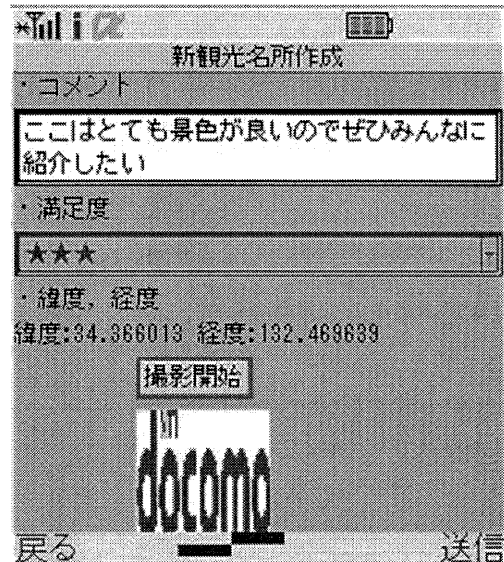 新観光名所作成
・コメント
ここはとても景色が良いのでぜひみんなに
紹介したい
・満足度
★★★
・緯度，経度
緯度:34.366013 経度:132.469639
撮影開始
docomo
戻る 送信